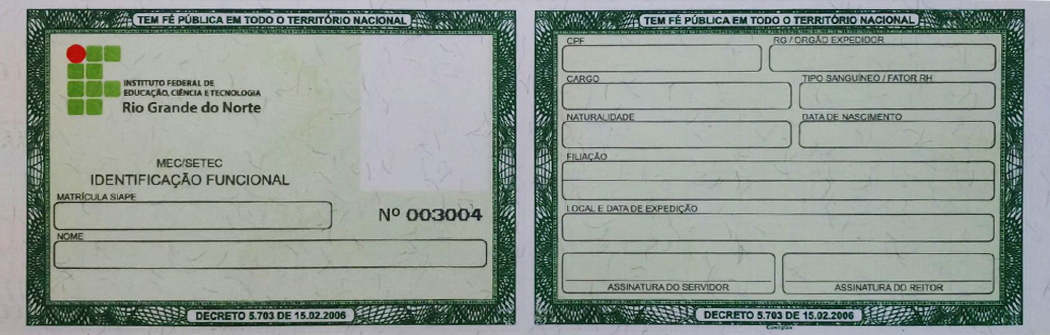 TEM FÉ PÚBLICA EM TODO O TERRITÓRIO NACIONAL
INSTITUTO FEDERAL DE
EDUCAÇÃO, CIÊNCIA E TECNOLOGIA
Rio Grande do Norte
MEC/SETEC
IDENTIFICAÇÃO FUNCIONAL
MATRÍCULA SIAPE
Nº 003004
NOME
DECRETO 5.703 DE 15.02.2006
TEM FÉ PÚBLICA EM TODO O TERRITÓRIO NACIONAL
CPF
RG / ORGÃO EXPEDIDOR
CARGO
TIPO SANGUÍNEO / FATOR RH
NATURALIDADE
DATA DE NASCIMENTO
FILIAÇÃO
LOCAL E DATA DE EXPEDIÇÃO
ASSINATURA DO SERVIDOR
ASSINATURA DO REITOR
DECRETO 5.703 DE 15.02.2006